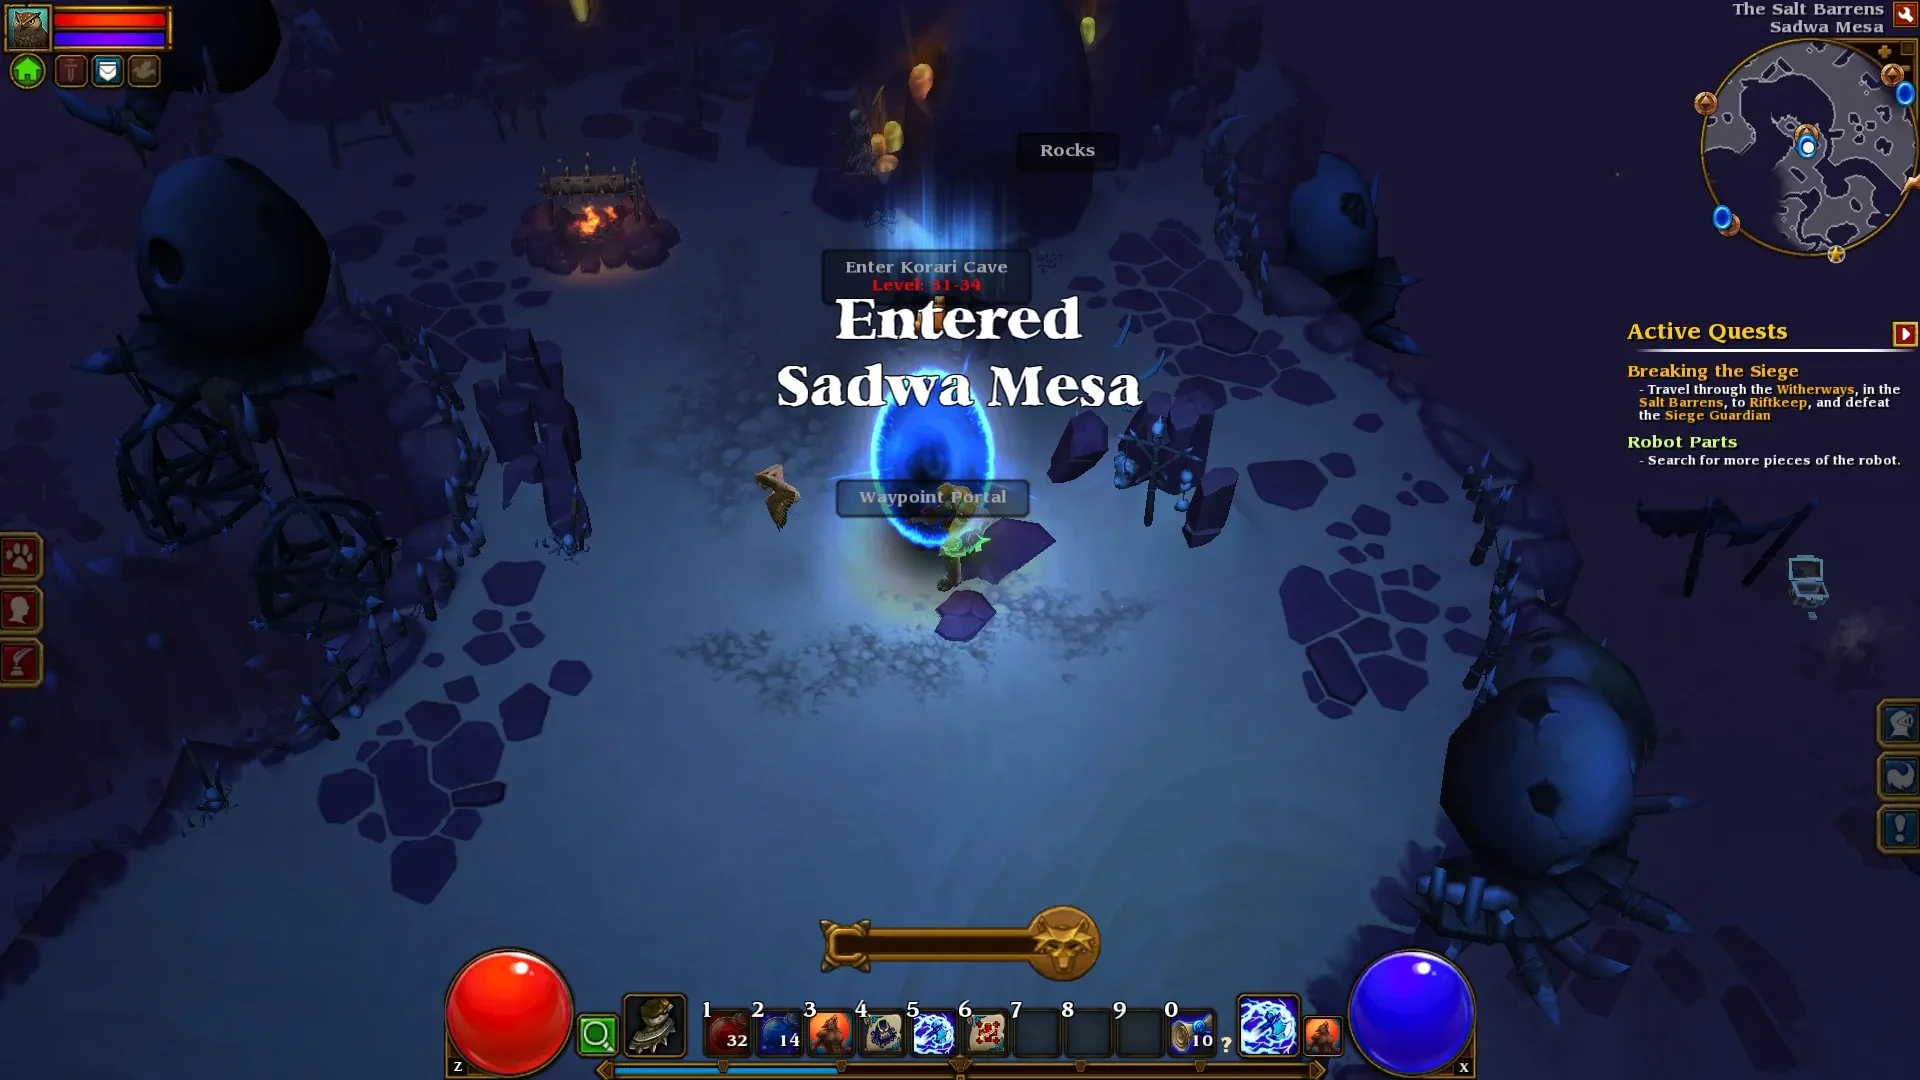 The Salt Barrens
Sadwa Mesa
Rocks
Enter Korari Cave
Level: 31-34
Entered
Sadwa Mesa
Waypoint Portal
Active Quests
Breaking the Siege
- Travel through the Witherways, in the
Salt Barrens, to Riftkeep, and defeat
the Siege Guardian
Robot Parts
- Search for more pieces of the robot.
1 2 3 4 5 6 7 8 9 0
32 14 10 ?
Z X